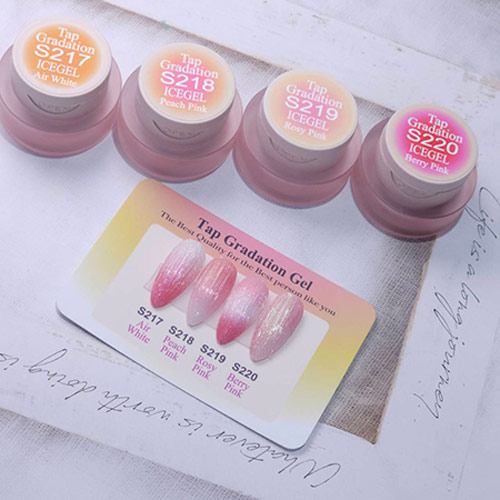 Tap
Gradation
S217
ICEGEL
Air White
Tap
Gradation
S218
ICEGEL
Peach Pink
Tap
Gradation
S219
ICEGEL
Rosy Pink
Tap
Gradation
S220
ICEGEL
Berry Pink
Tap Gradation Gel
The Best Quality for the Best person like you
S217
Air
White
S218
Peach
Pink
S219
Rosy
Pink
S220
Berry
Pink
Life is a long journey.
Whatever is worth doing is